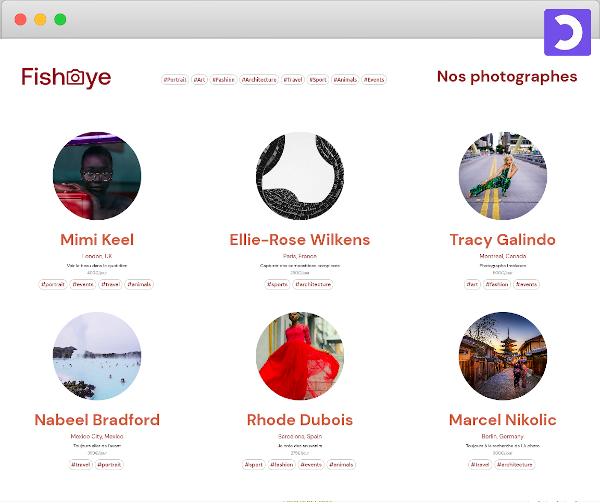 Fisheye
#Portrait #Art #Fashion #Architecture #Travel #Sport #Animals #Events
Nos photographes
Mimi Keel
London, UK
Voir le beau dans le quotidien
400€/jour
#portrait #events #travel #animals
Ellie-Rose Wilkens
Paris, France
Capturer des compositions complexes
250€/jour
#sports #architecture
Tracy Galindo
Montreal, Canada
Photographe freelance
500€/jour
#art #fashion #events
Nabeel Bradford
Mexico City, Mexico
Toujours aller de l'avant
350€/jour
#travel #portrait
Rhode Dubois
Barcelona, Spain
Je crée des souvenirs
275€/jour
#sport #fashion #events #animals
Marcel Nikolic
Berlin, Germany
Toujours à la recherche de LA photo
300€/jour
#travel #architecture